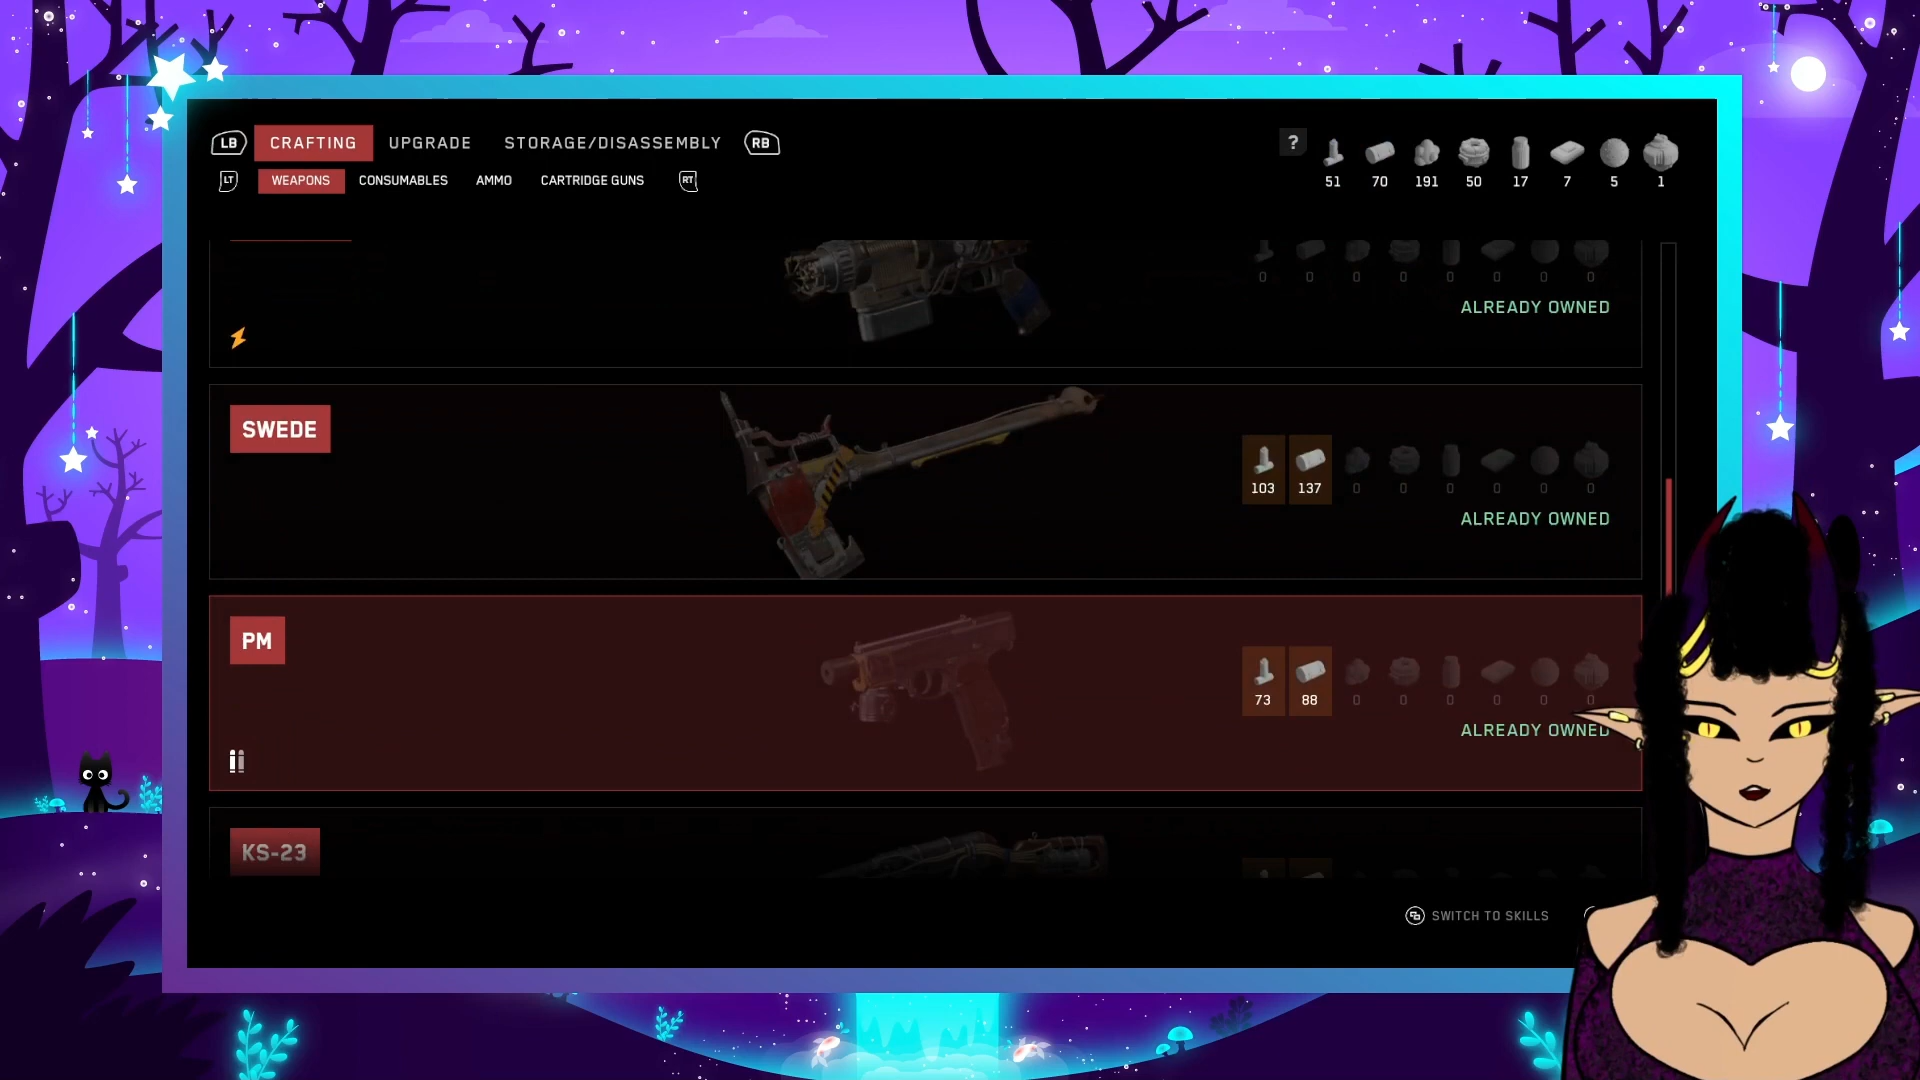 LB CRAFTING UPGRADE STORAGE/DISASSEMBLY RB
?
51 70 191 50 17 7 5 1
LT WEAPONS CONSUMABLES AMMO CARTRIDGE GUNS RT
0 0 0 0 0 0 0 0
ALREADY OWNED
SWEDE
103 137 0 0 0 0 0 0
ALREADY OWNED
PM
73 88 0 0 0 0 0 0
ALREADY OWNED
KS-23
SWITCH TO SKILLS